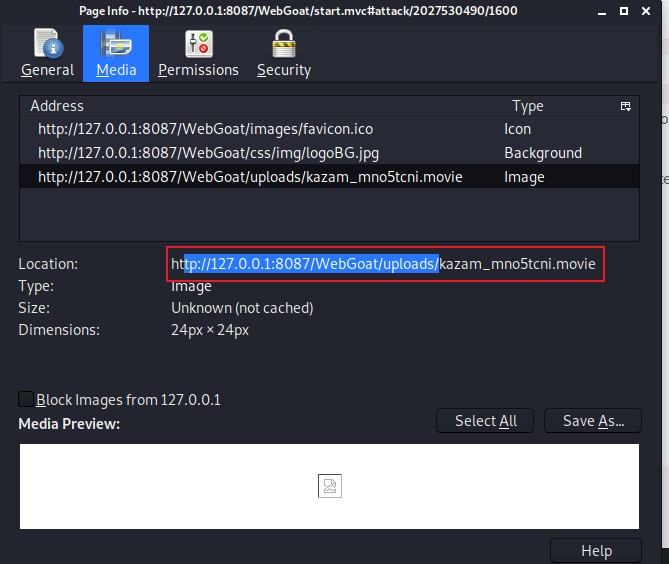 Page Info - http://127.0.0.1:8087/WebGoat/start.mvc#attack/2027530490/1600
General Media Permissions Security
Address Type
http://127.0.0.1:8087/WebGoat/images/favicon.ico Icon
http://127.0.0.1:8087/WebGoat/css/img/logoBG.jpg Background
http://127.0.0.1:8087/WebGoat/uploads/kazam_mno5tcni.movie Image
Location: http://127.0.0.1:8087/WebGoat/uploads/kazam_mno5tcni.movie
Type: Image
Size: Unknown (not cached)
Dimensions: 24px × 24px
Block Images from 127.0.0.1
Media Preview: Select All Save As...
Help